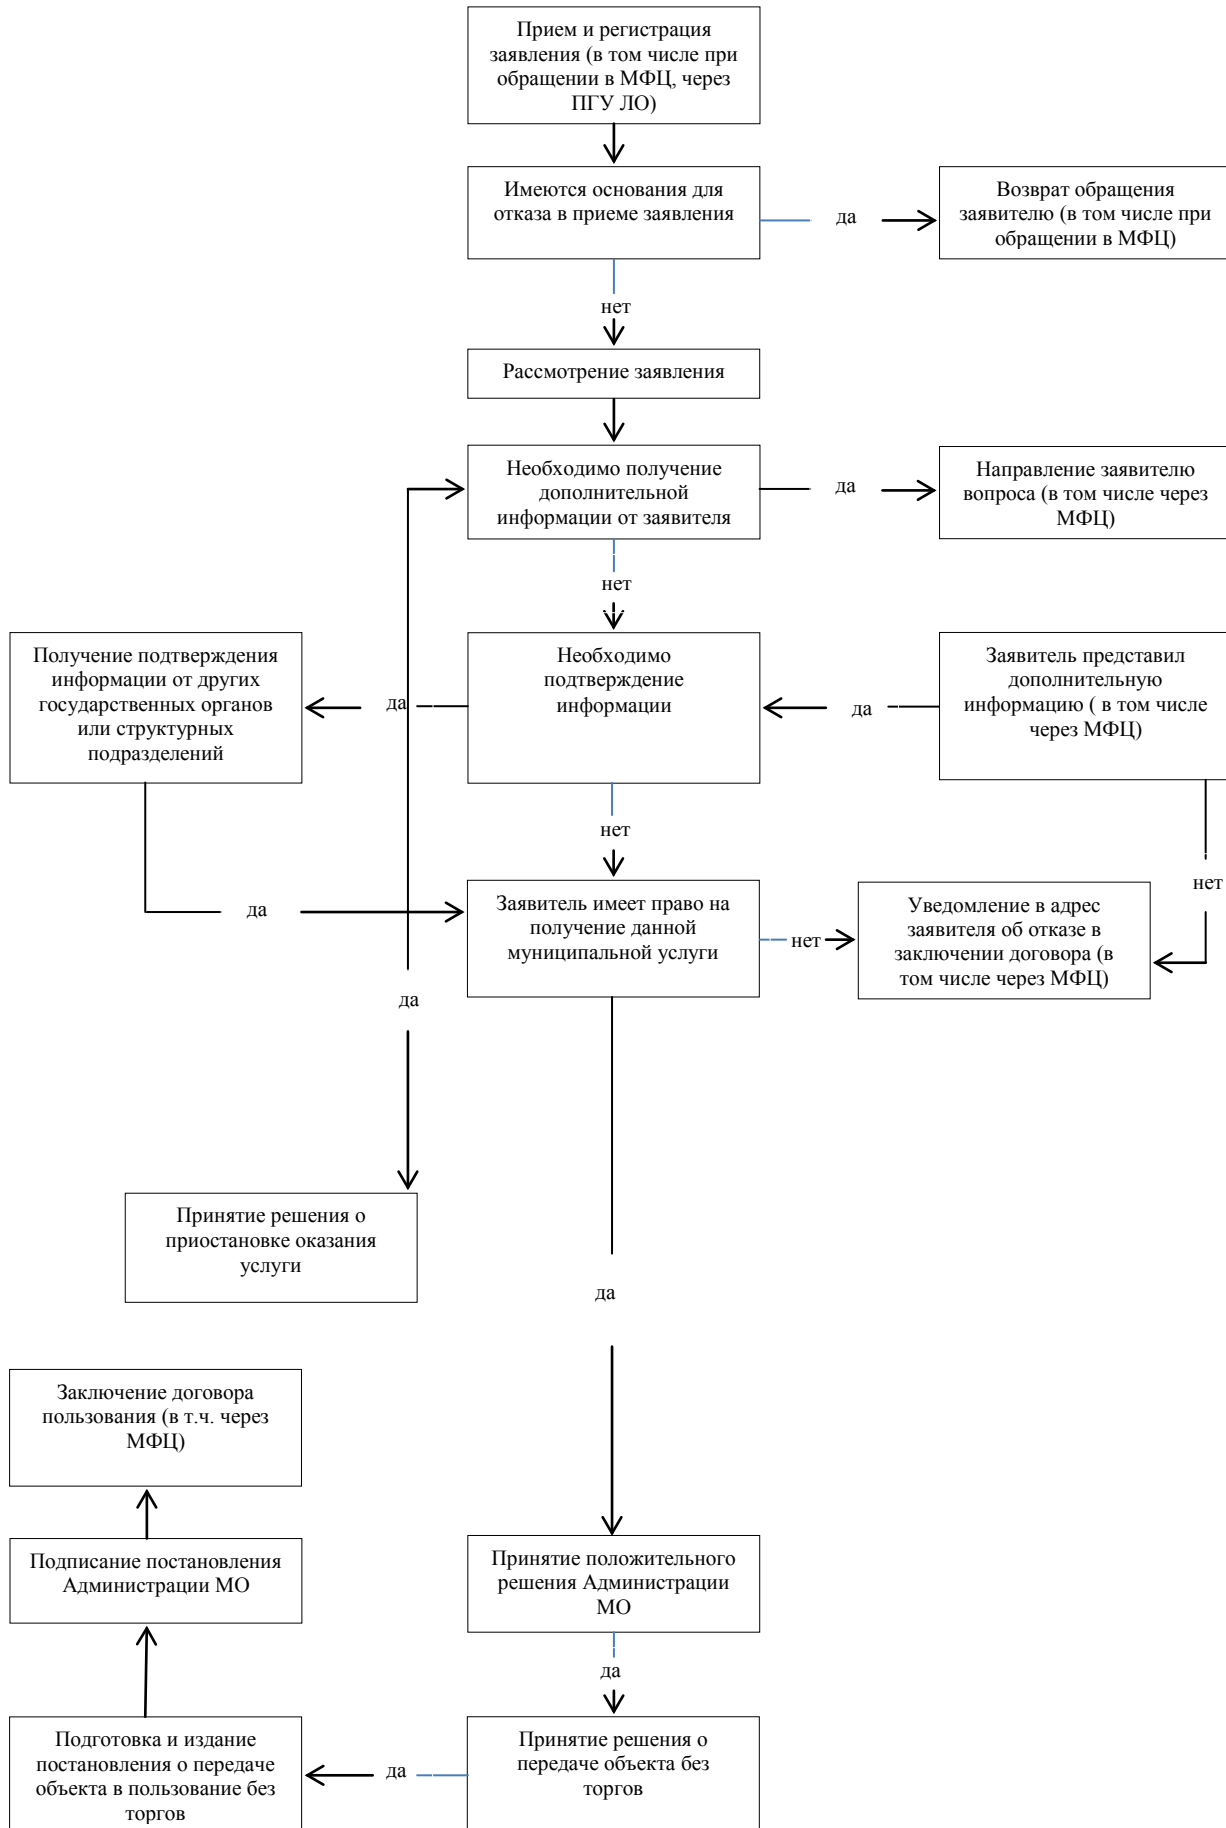 Прием и регистрация
заявления (в том числе при
обращении в МФЦ, через
ПГУ ЛО)
Имеются основания для
отказа в приеме заявления
да
Возврат обращения
заявителю (в том числе при
обращении в МФЦ)
нет
Рассмотрение заявления
Необходимо получение
дополнительной
информации от заявителя
да
Направление заявителю
вопроса (в том числе через
МФЦ)
нет
Получение подтверждения
информации от других
государственных органов
или структурных
подразделений
да
Необходимо
подтверждение
информации
да
Заявитель представил
дополнительную
информацию ( в том числе
через МФЦ)
нет
нет
да
Заявитель имеет право на
получение данной
муниципальной услуги
нет
Уведомление в адрес
заявителя об отказе в
заключении договора (в
том числе через МФЦ)
да
Принятие решения о
приостановке оказания
услуги
да
Заключение договора
пользования (в т.ч. через
МФЦ)
Подписание постановления
Администрации МО
Принятие положительного
решения Администрации
МО
да
Подготовка и издание
постановления о передаче
объекта в пользование без
торгов
да
Принятие решения о
передаче объекта без
торгов